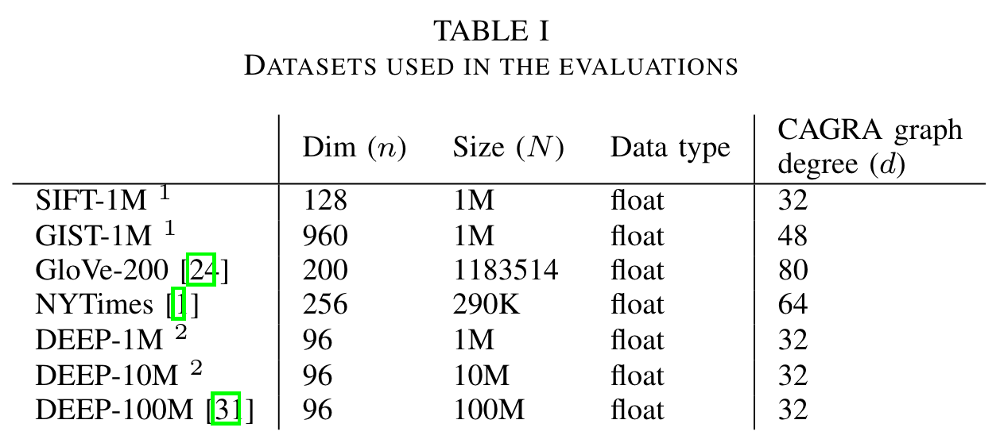 TABLE I
DATASETS USED IN THE EVALUATIONS
Dim (n) Size (N) Data type CAGRA graph degree (d)
SIFT-1M ¹ 128 1M float 32
GIST-1M ¹ 960 1M float 48
GloVe-200 [24] 200 1183514 float 80
NYTimes [1] 256 290K float 64
DEEP-1M ² 96 1M float 32
DEEP-10M ² 96 10M float 32
DEEP-100M [31] 96 100M float 32